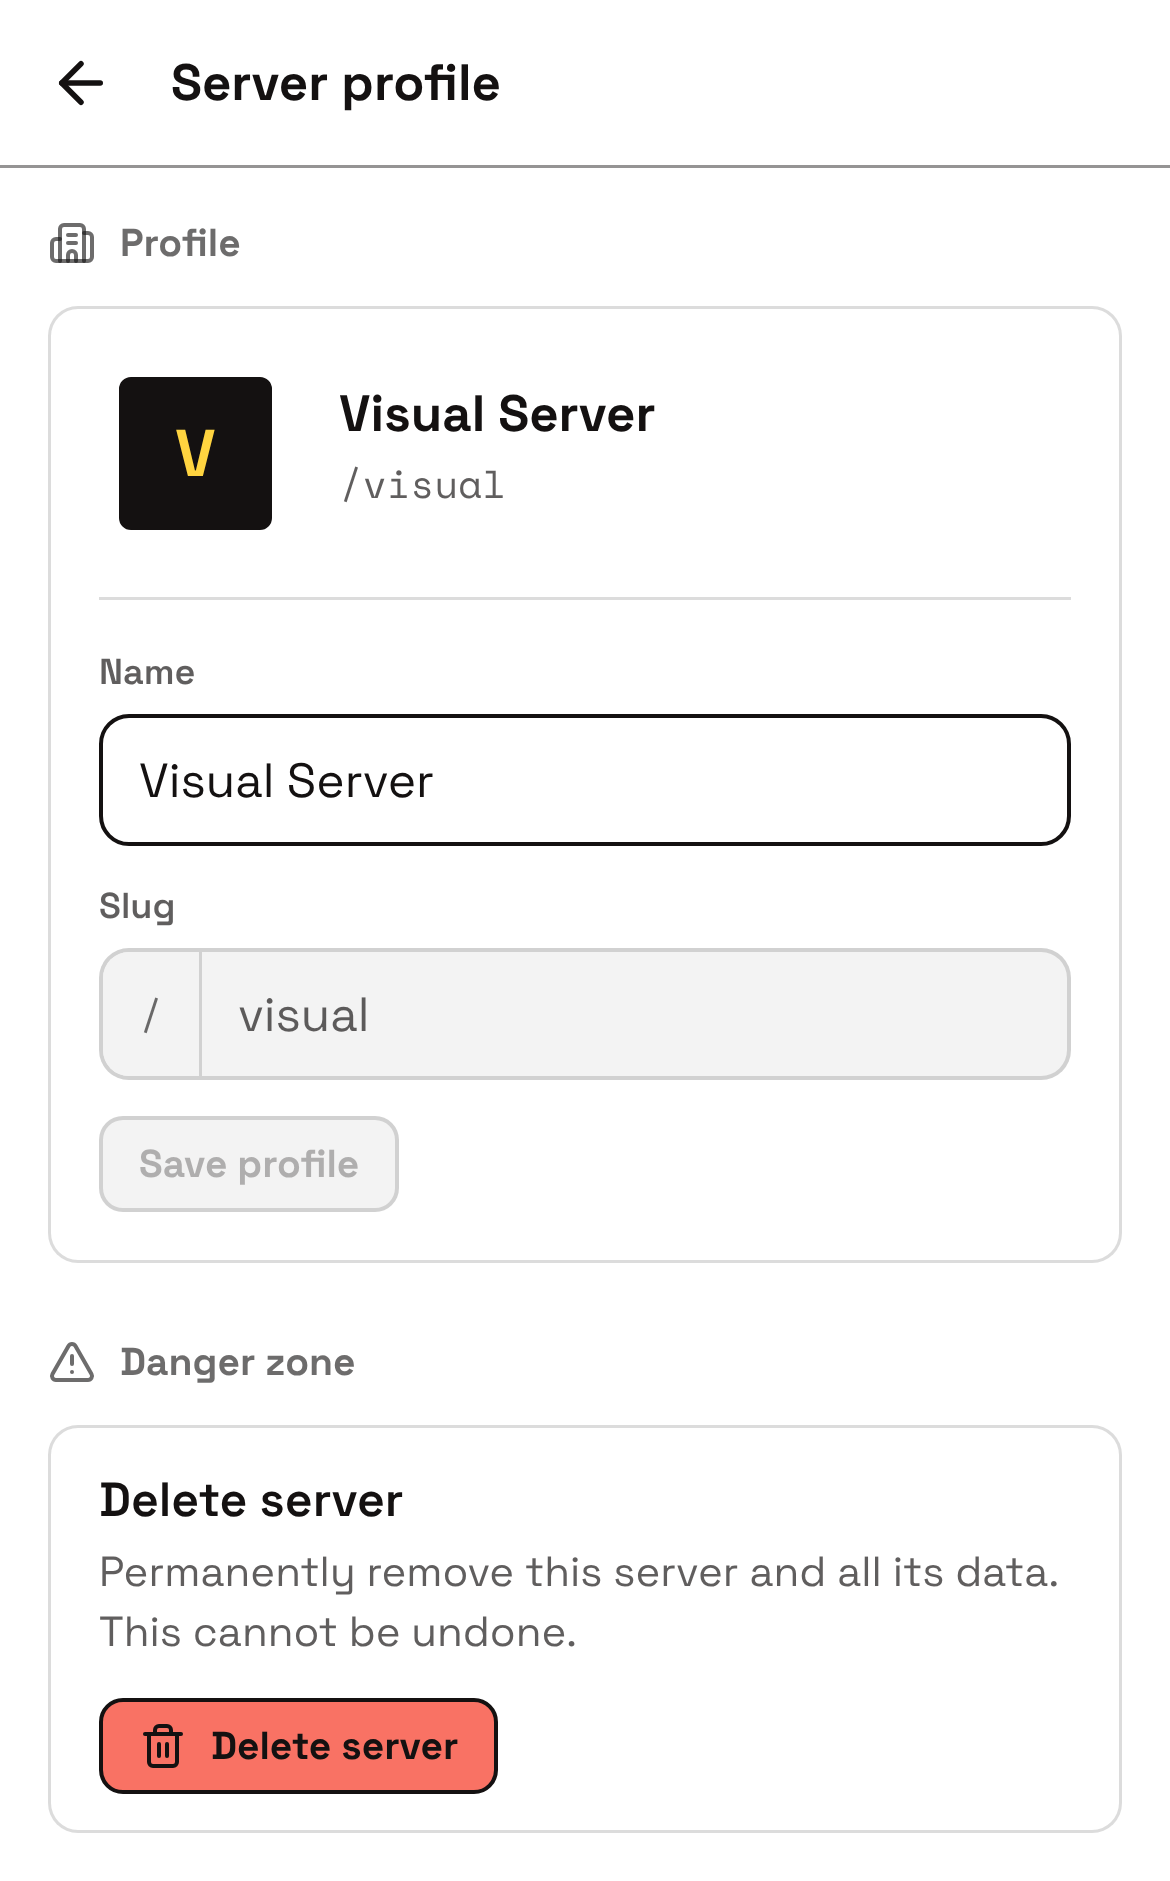 Server profile
Profile
V
Visual Server
/visual
Name
Visual Server
Slug
/ visual
Save profile
Danger zone
Delete server
Permanently remove this server and all its data.
This cannot be undone.
Delete server